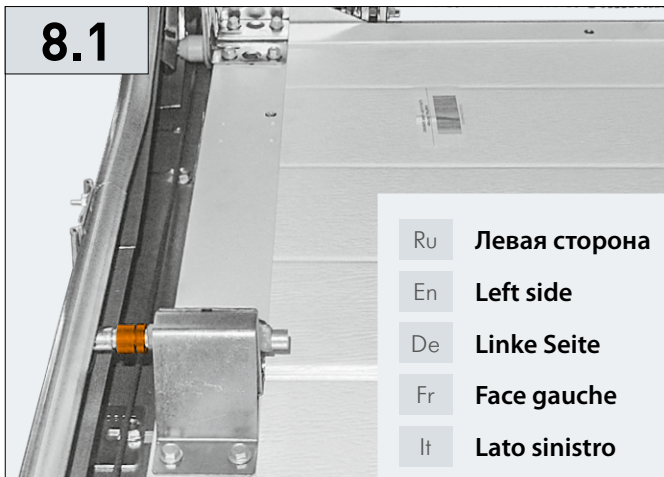 8.1
Ru Левая сторона
En Left side
De Linke Seite
Fr Face gauche
It Lato sinistro